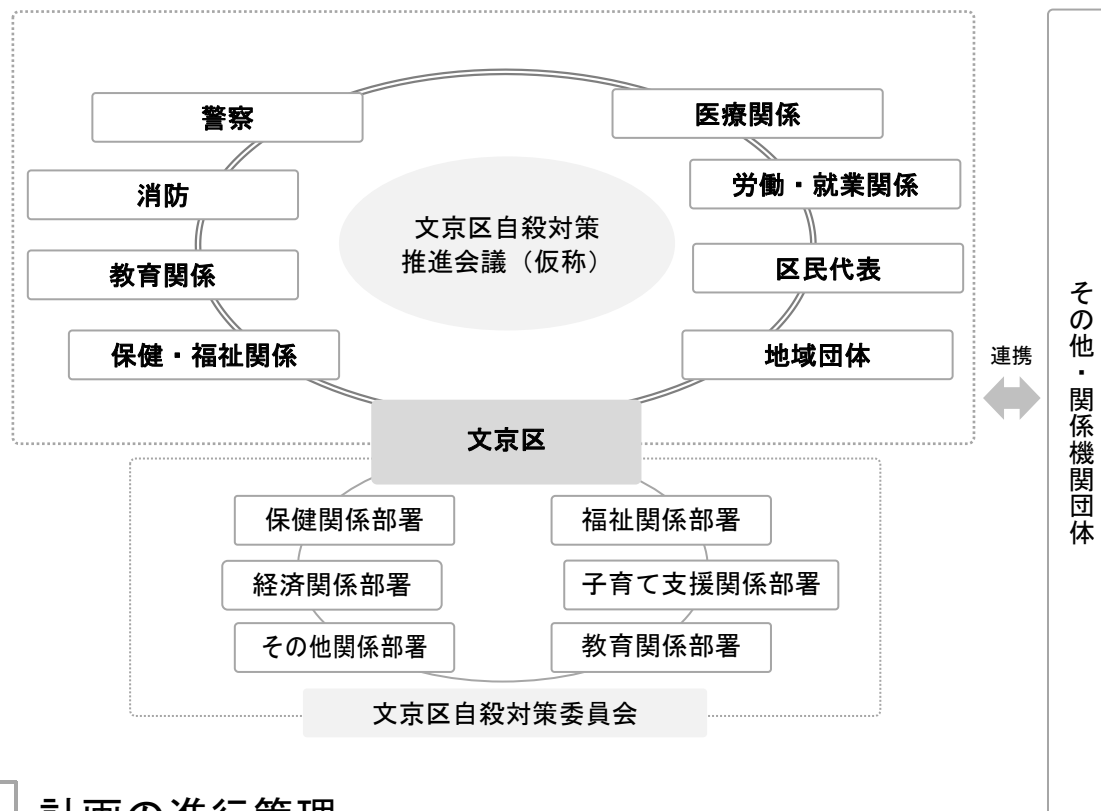 警察
医療関係
消防
労働・就業関係
文京区自殺対策
推進会議（仮称）
教育関係
区民代表
保健・福祉関係
地域団体
連携
その他・関係機関団体
文京区
保健関係部署
福祉関係部署
経済関係部署
子育て支援関係部署
その他関係部署
教育関係部署
文京区自殺対策委員会
計画の進行管理